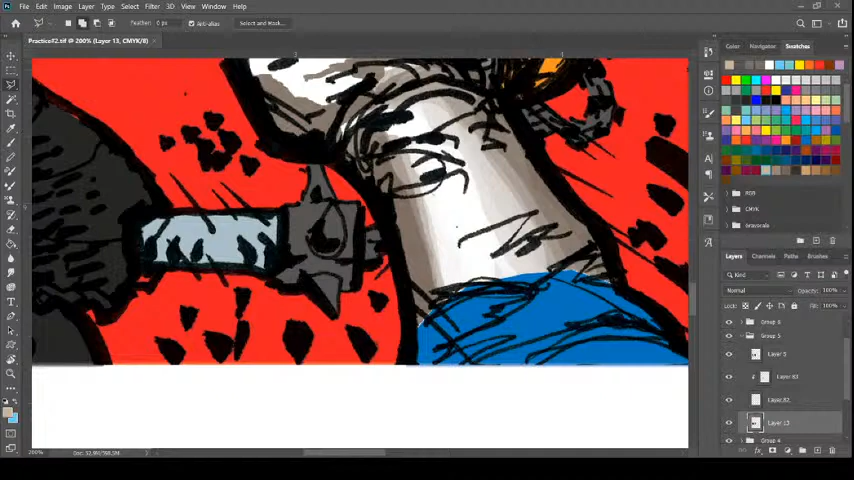 File Edit Image Layer Type Select Filter 3D View Window Help
Feather: 0 px Anti-alias Select and Mask...
Practice#2.tif @ 200% (Layer 13, CMYK/8) ×
Color Navigator Swatches
RGB
CMYK
Grayscale
Layers Channels Paths Brushes
Kind
Normal Opacity: 100%
Lock: Fill: 100%
Group 6
Group 5
Layer 83
Layer 82
Layer 13
Group 4
200%